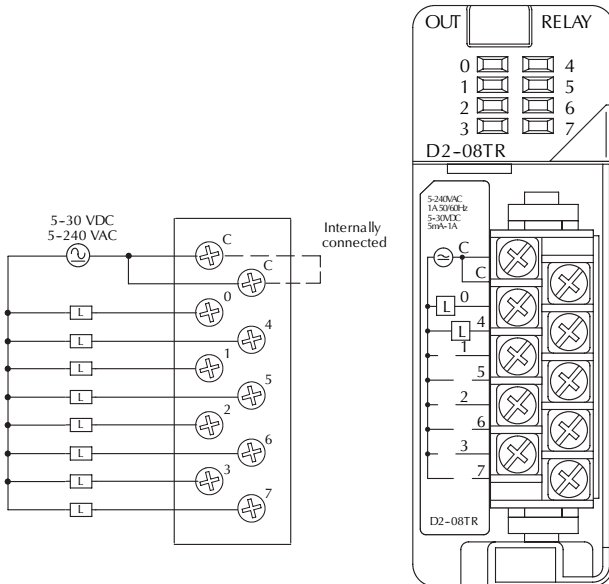 5-30 VDC
5-240 VAC
C
Internally
connected
C
0
4
1
5
2
6
3
7
L
L
L
L
L
L
L
L
OUT RELAY
0 4
1 5
2 6
3 7
D2-08TR
5-240VAC
1A 50/60Hz
5-30VDC
5mA-1A
C
C
L 0
L 4
1
5
2
6
3
7
D2-08TR